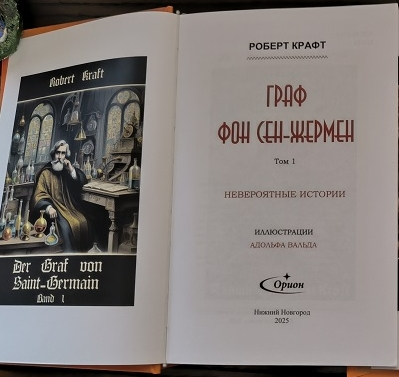 Robert Kraft
Der Graf von
Saint-Germain
Band 1
РОБЕРТ КРАФТ
ГРАФ
ФОН СЕН-ЖЕРМЕН
Том 1
НЕВЕРОЯТНЫЕ ИСТОРИИ
ИЛЛЮСТРАЦИИ
АДОЛЬФА ВАЛЬДА
Орион
Нижний Новгород
2025